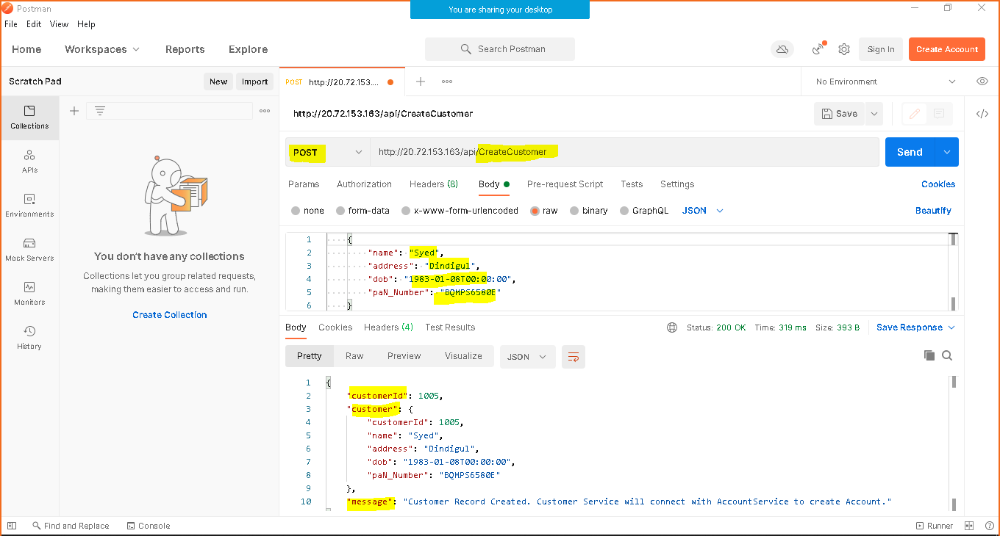 Postman
You are sharing your desktop
File Edit View Help
Home Workspaces Reports Explore
Search Postman
Sign In Create Account
Scratch Pad New Import
POST http://20.72.153.... No Environment
Collections
http://20.72.153.163/api/CreateCustomer Save
APIs
POST http://20.72.153.163/api/CreateCustomer Send
Params Authorization Headers (8) Body Pre-request Script Tests Settings Cookies
Environments
none form-data x-www-form-urlencoded raw binary GraphQL JSON Beautify
Mock Servers
Monitors
History
You don't have any collections
Collections let you group related requests,
making them easier to access and run.
Create Collection
1 {
2 "name": "Syed",
3 "address": "Dindigul",
4 "dob": "1983-01-08T00:00:00",
5 "paN_Number": "BQMPS6580E"
6 }
Body Cookies Headers (4) Test Results Status: 200 OK Time: 319 ms Size: 393 B Save Response
Pretty Raw Preview Visualize JSON
1 {
2 "customerId": 1005,
3 "customer": {
4 "customerId": 1005,
5 "name": "Syed",
6 "address": "Dindigul",
7 "dob": "1983-01-08T00:00:00",
8 "paN_Number": "BQMPS6580E"
9 },
10 "message": "Customer Record Created. Customer Service will connect with AccountService to create Account."
Find and Replace Console Runner